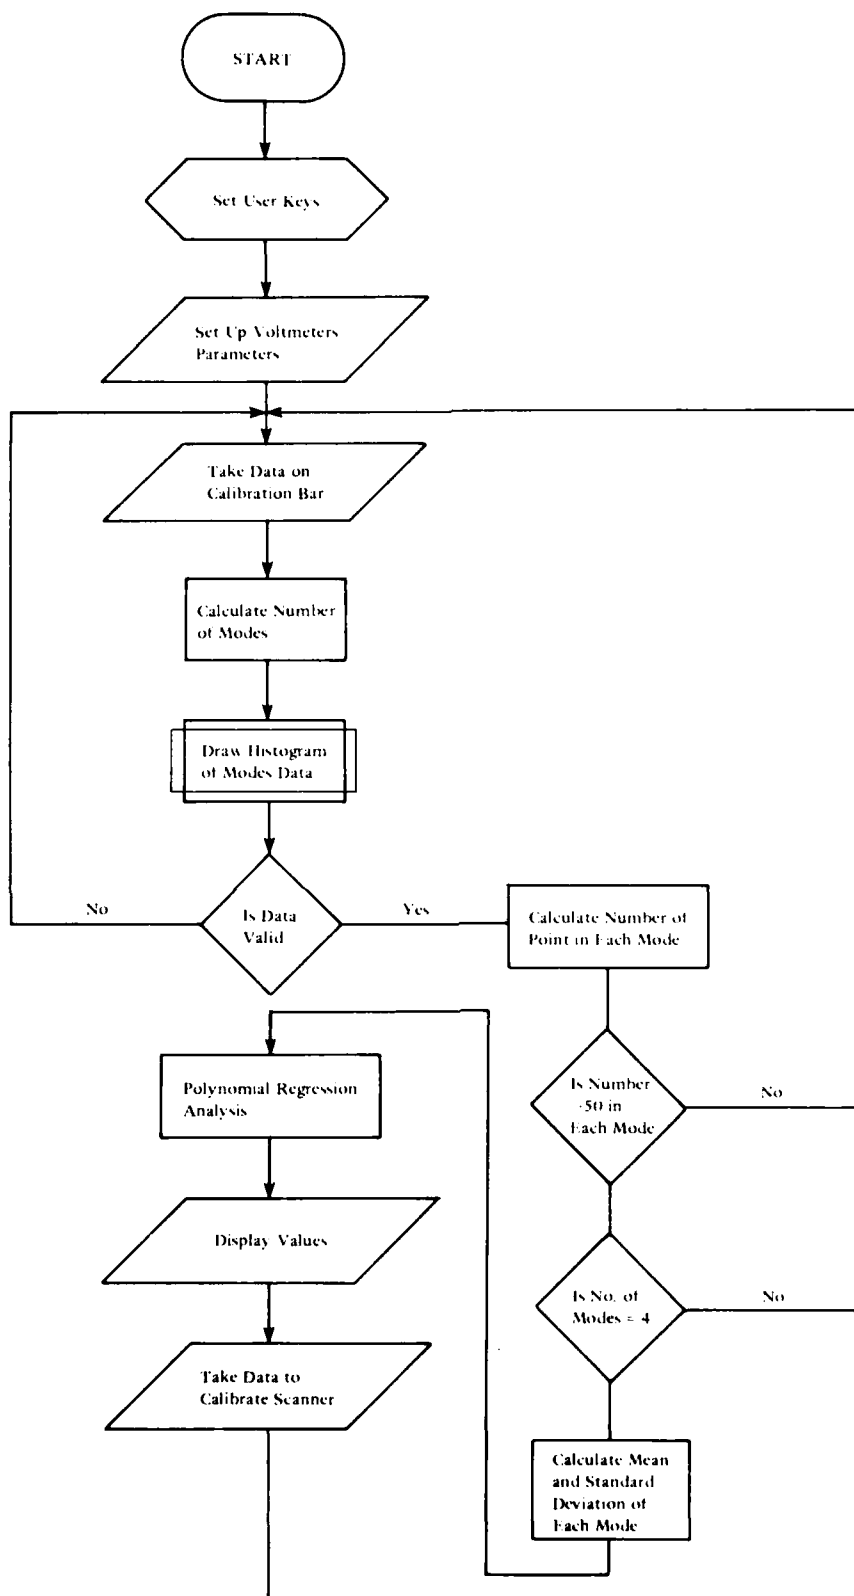 START
Set User Keys
Set Up Voltmeters
Parameters
Take Data on
Calibration Bar
Calculate Number
of Modes
Draw Histogram
of Modes Data
Is Data
Valid
No
Yes
Calculate Number of
Point in Each Mode
Is Number
50 in
Each Mode
No
Is No. of
Modes = 4
No
Calculate Mean
and Standard
Deviation of
Each Mode
Polynomial Regression
Analysis
Display Values
Take Data to
Calibrate Scanner